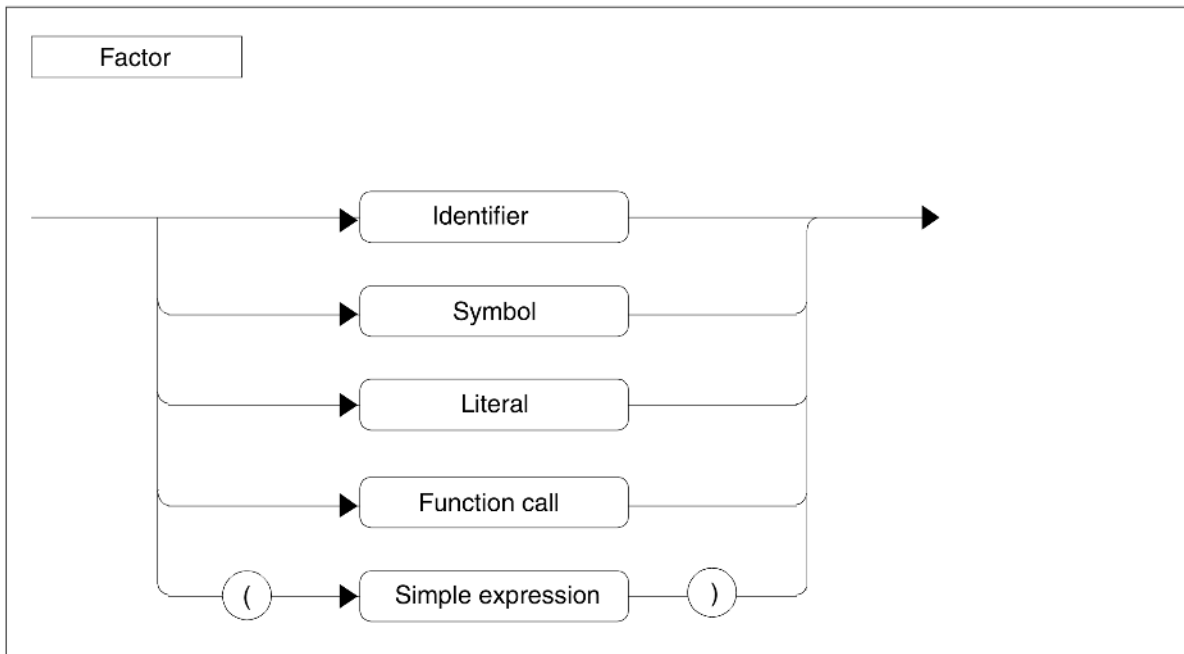 Factor
Identifier
Symbol
Literal
Function call
( Simple expression )